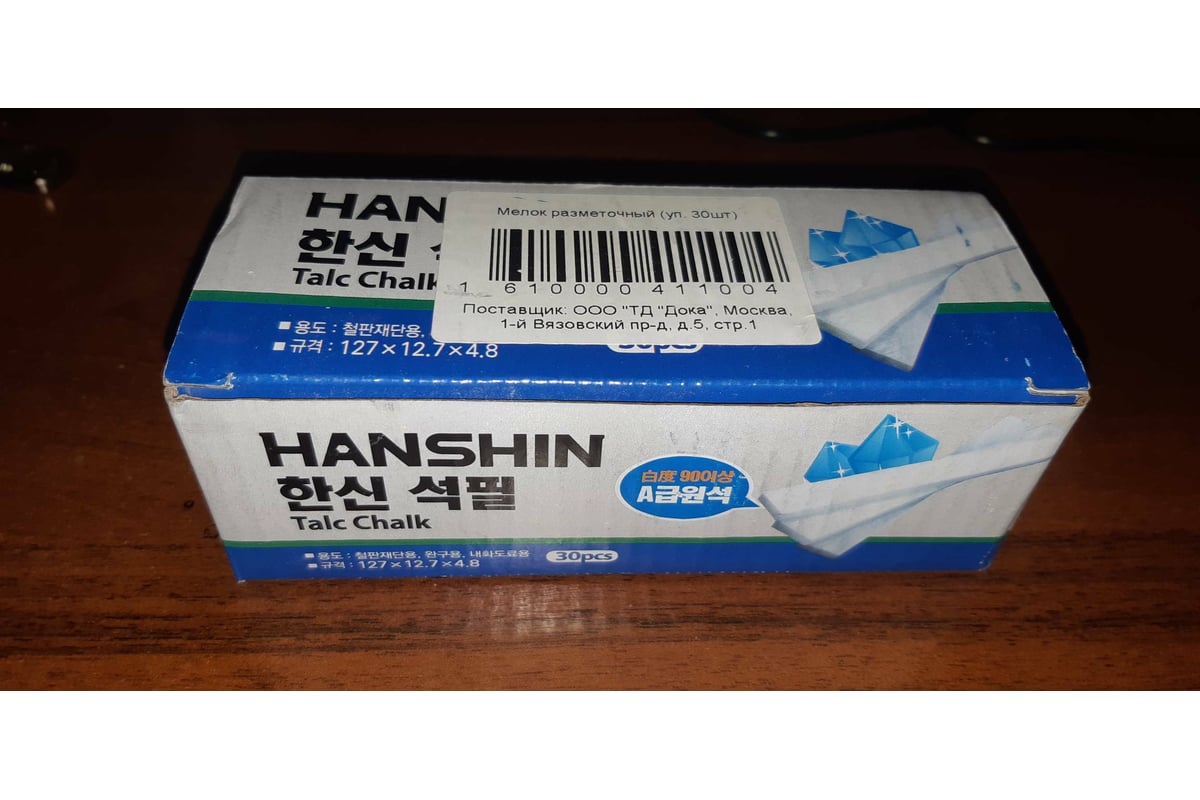 HAN
한신
Talc Chalk
Мелок разметочный (уп. 30шт)
1 610000 411004
Поставщик: ООО "ТД "Дока", Москва,
1-й Вязовский пр-д, д.5, стр.1
■ 용도 : 철판재단용,
■ 규격 : 127×12.7×4.8
HANSHIN
한신 석필
Talc Chalk
白度 90이상
A급원석
■ 용도 : 철판재단용, 완구용, 내화도료용
30pcs
■ 규격 : 127×12.7×4.8